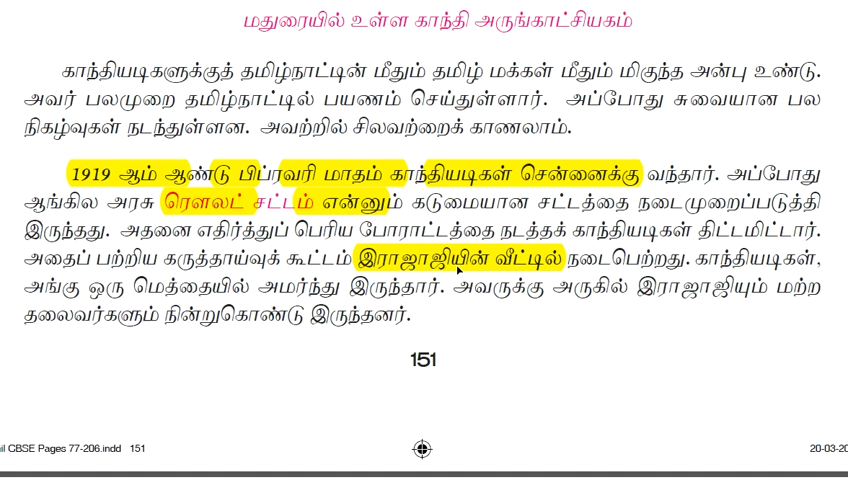 மதுரையில் உள்ள காந்தி அருங்காட்சியகம்
காந்தியடிகளுக்குத் தமிழ்நாட்டின் மீதும் தமிழ் மக்கள் மீதும் மிகுந்த அன்பு உண்டு.
அவர் பலமுறை தமிழ்நாட்டில் பயணம் செய்துள்ளார். அப்போது சுவையான பல
நிகழ்வுகள் நடந்துள்ளன. அவற்றில் சிலவற்றைக் காணலாம்.
1919 ஆம் ஆண்டு பிப்ரவரி மாதம் காந்தியடிகள் சென்னைக்கு வந்தார். அப்போது
ஆங்கில அரசு ரௌலட் சட்டம் என்னும் கடுமையான சட்டத்தை நடைமுறைப்படுத்தி
இருந்தது. அதனை எதிர்த்துப் பெரிய போராட்டத்தை நடத்தக் காந்தியடிகள் திட்டமிட்டார்.
அதைப் பற்றிய கருத்தாய்வுக் கூட்டம் இராஜாஜியின் வீட்டில் நடைபெற்றது. காந்தியடிகள்,
அங்கு ஒரு மெத்தையில் அமர்ந்து இருந்தார். அவருக்கு அருகில் இராஜாஜியும் மற்ற
தலைவர்களும் நின்றுகொண்டு இருந்தனர்.
151
il CBSE Pages 77-206.indd 151
20-03-20